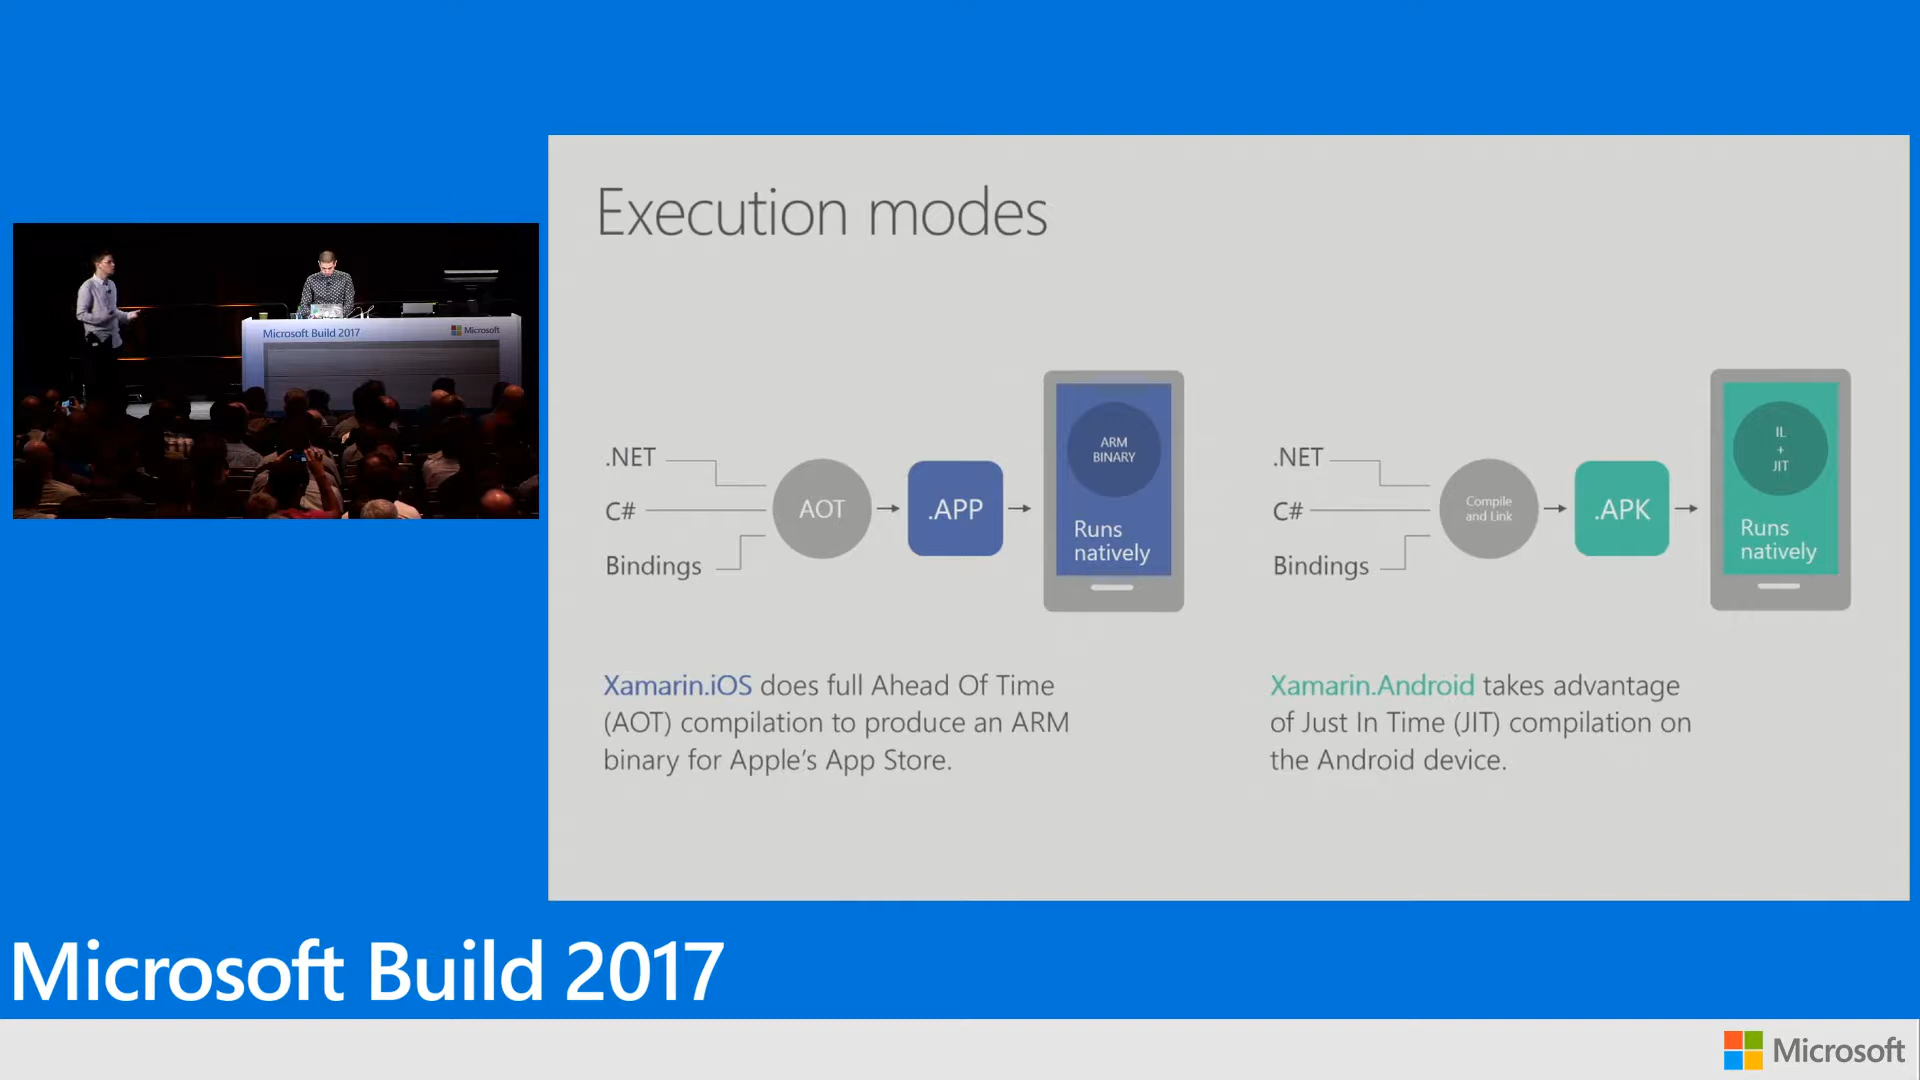 Execution modes
.NET
C#
Bindings
AOT
.APP
ARM
BINARY
Runs
natively
.NET
C#
Bindings
Compile
and Link
.APK
IL
+
JIT
Runs
natively
Xamarin.iOS does full Ahead Of Time
(AOT) compilation to produce an ARM
binary for Apple’s App Store.
Xamarin.Android takes advantage
of Just In Time (JIT) compilation on
the Android device.
Microsoft Build 2017
Microsoft
Microsoft Build 2017
Microsoft